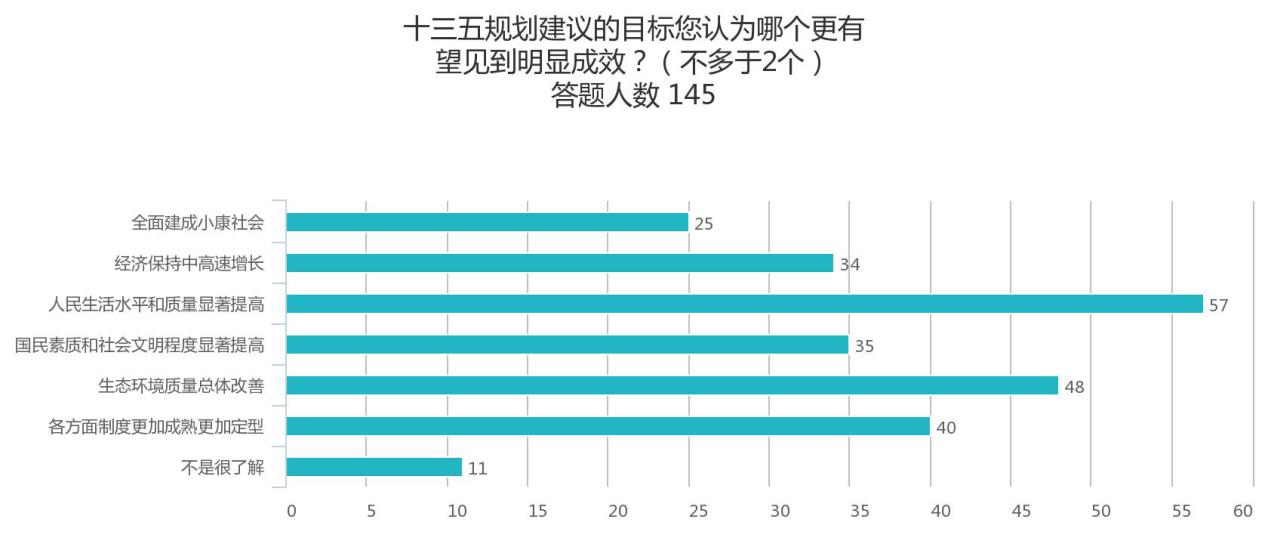 十三五规划建议的目标您认为哪个更有
望见到明显成效？（不多于2个）
答题人数 145
全面建成小康社会 25
经济保持中高速增长 34
人民生活水平和质量显著提高 57
国民素质和社会文明程度显著提高 35
生态环境质量总体改善 48
各方面制度更加成熟更加定型 40
不是很了解 11
0 5 10 15 20 25 30 35 40 45 50 55 60